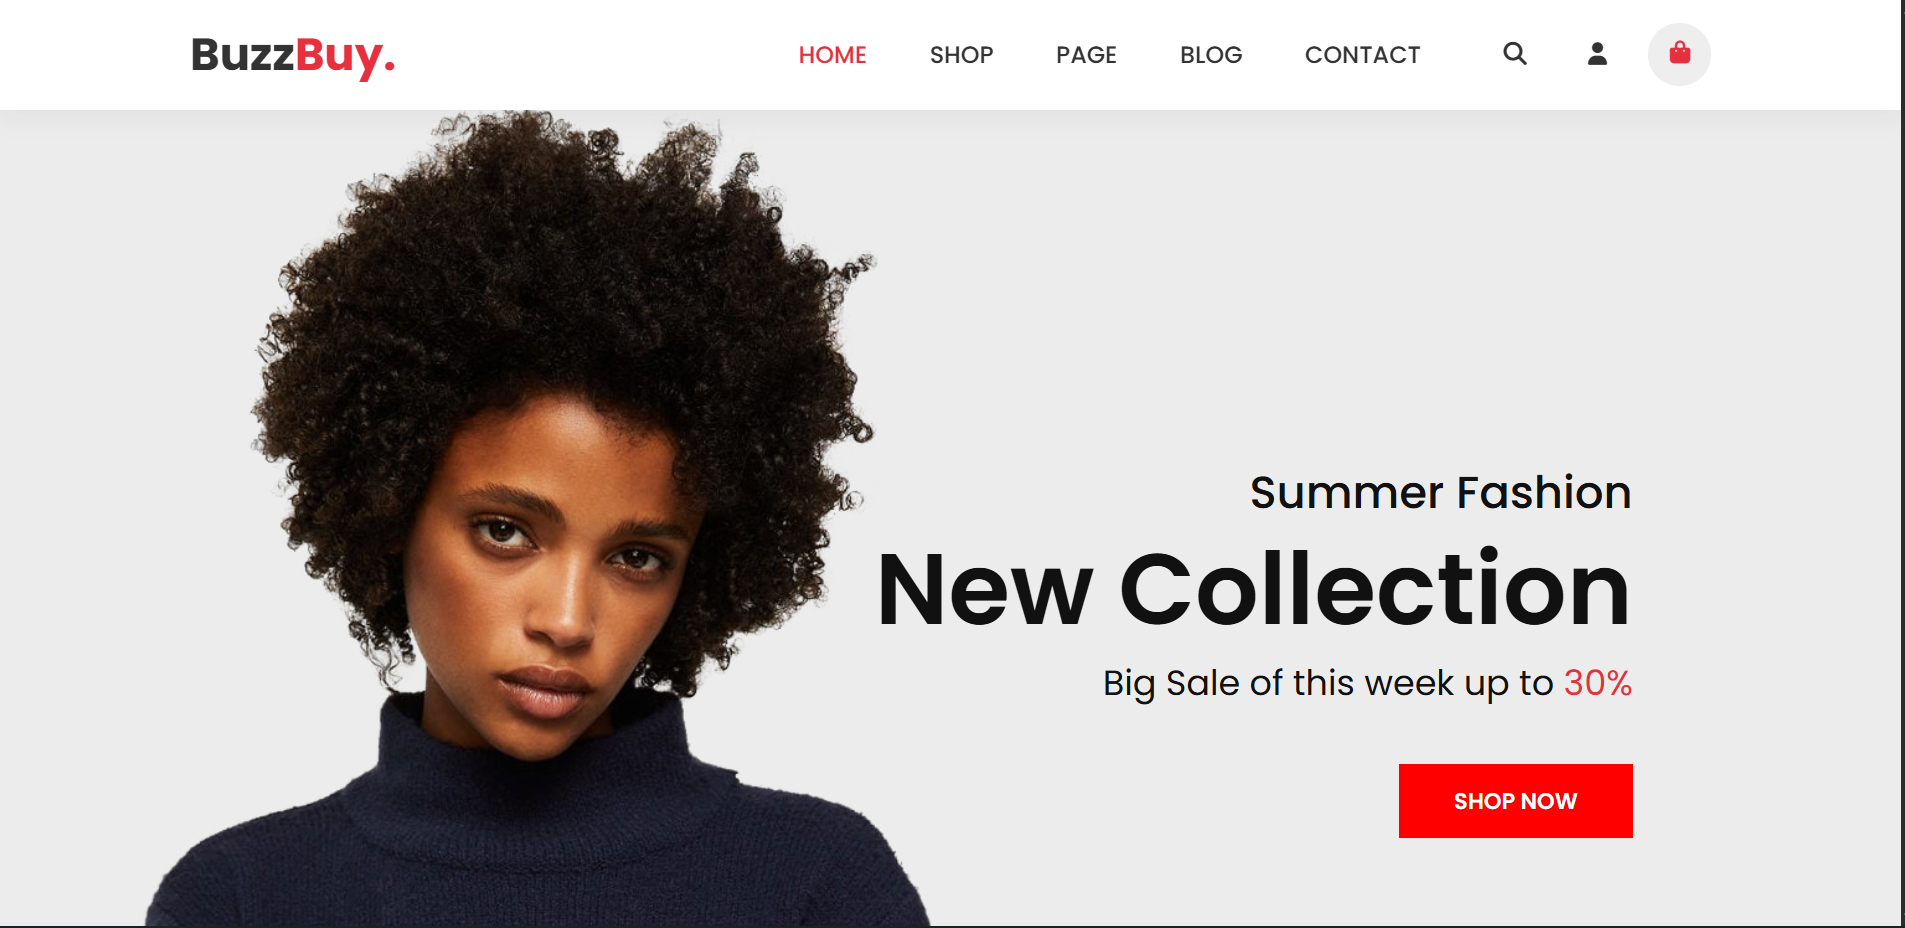 BuzzBuy.
HOME SHOP PAGE BLOG CONTACT
Summer Fashion
New Collection
Big Sale of this week up to 30%
SHOP NOW